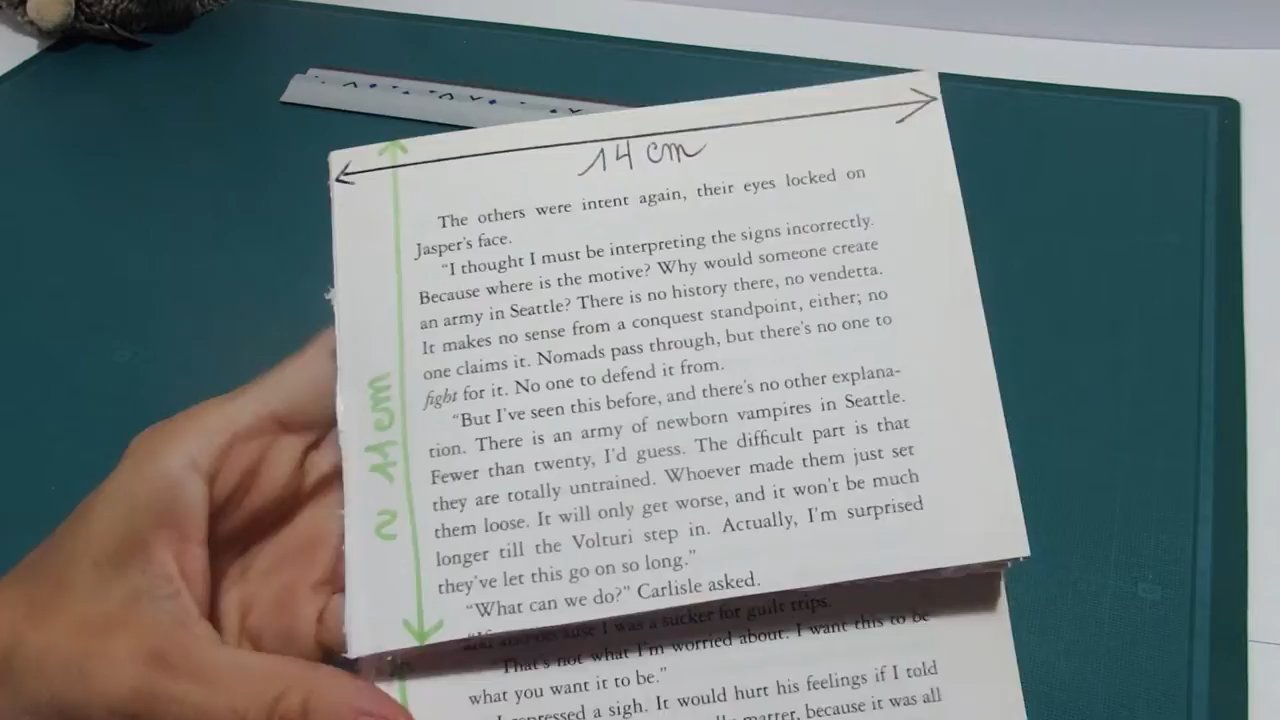 14 cm
~ 11 cm
The others were intent again, their eyes locked on
Jasper's face.
"I thought I must be interpreting the signs incorrectly.
Because where is the motive? Why would someone create
an army in Seattle? There is no history there, no vendetta.
It makes no sense from a conquest standpoint, either; no
one claims it. Nomads pass through, but there's no one to
fight for it. No one to defend it from.
"But I've seen this before, and there's no other explana-
tion. There is an army of newborn vampires in Seattle.
Fewer than twenty, I'd guess. The difficult part is that
they are totally untrained. Whoever made them just set
them loose. It will only get worse, and it won't be much
longer till the Volturi step in. Actually, I'm surprised
they've let this go on so long."
"What can we do?" Carlisle asked.
because I was a sucker for guilt trips.
"That's not what I'm worried about. I want this to be
what you want it to be."
I repressed a sigh. It would hurt his feelings if I told
matter, because it was all